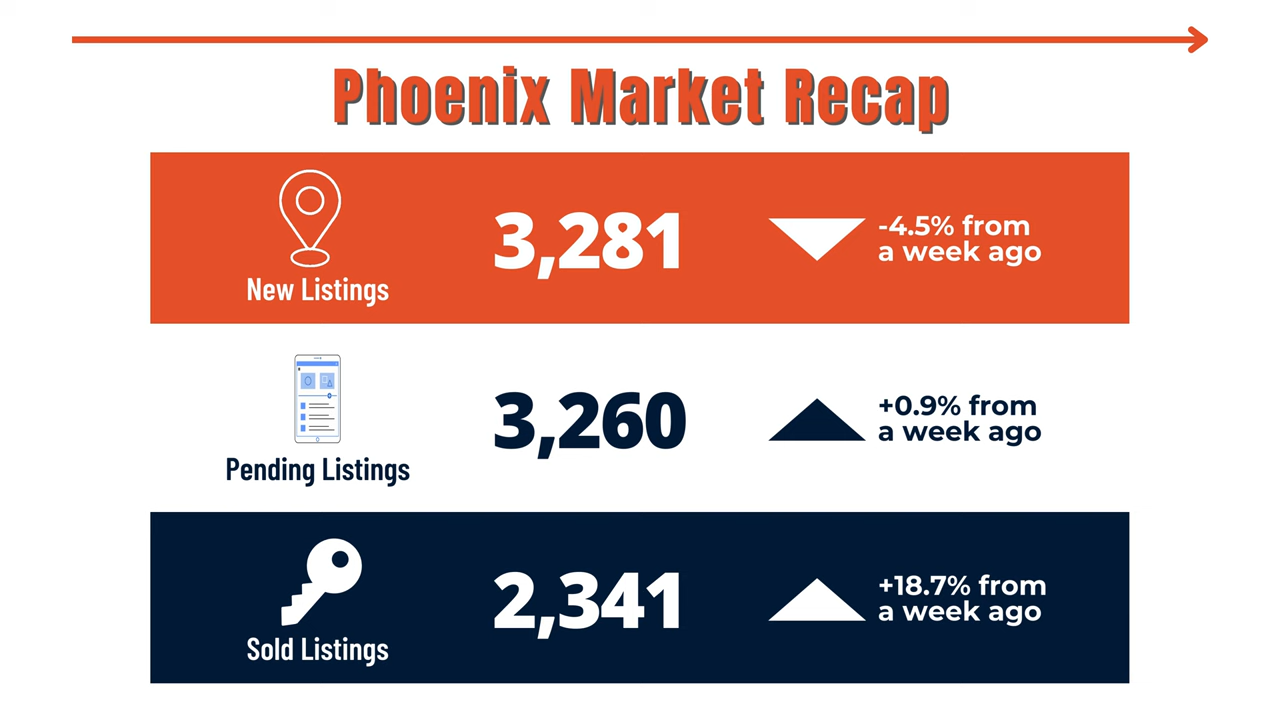 Phoenix Market Recap
New Listings
3,281
-4.5% from
a week ago
Pending Listings
3,260
+0.9% from
a week ago
Sold Listings
2,341
+18.7% from
a week ago